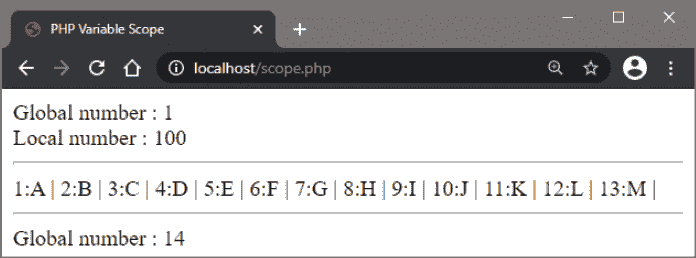 PHP Variable Scope
localhost/scope.php
Global number : 1
Local number : 100
1:A | 2:B | 3:C | 4:D | 5:E | 6:F | 7:G | 8:H | 9:I | 10:J | 11:K | 12:L | 13:M |
Global number : 14